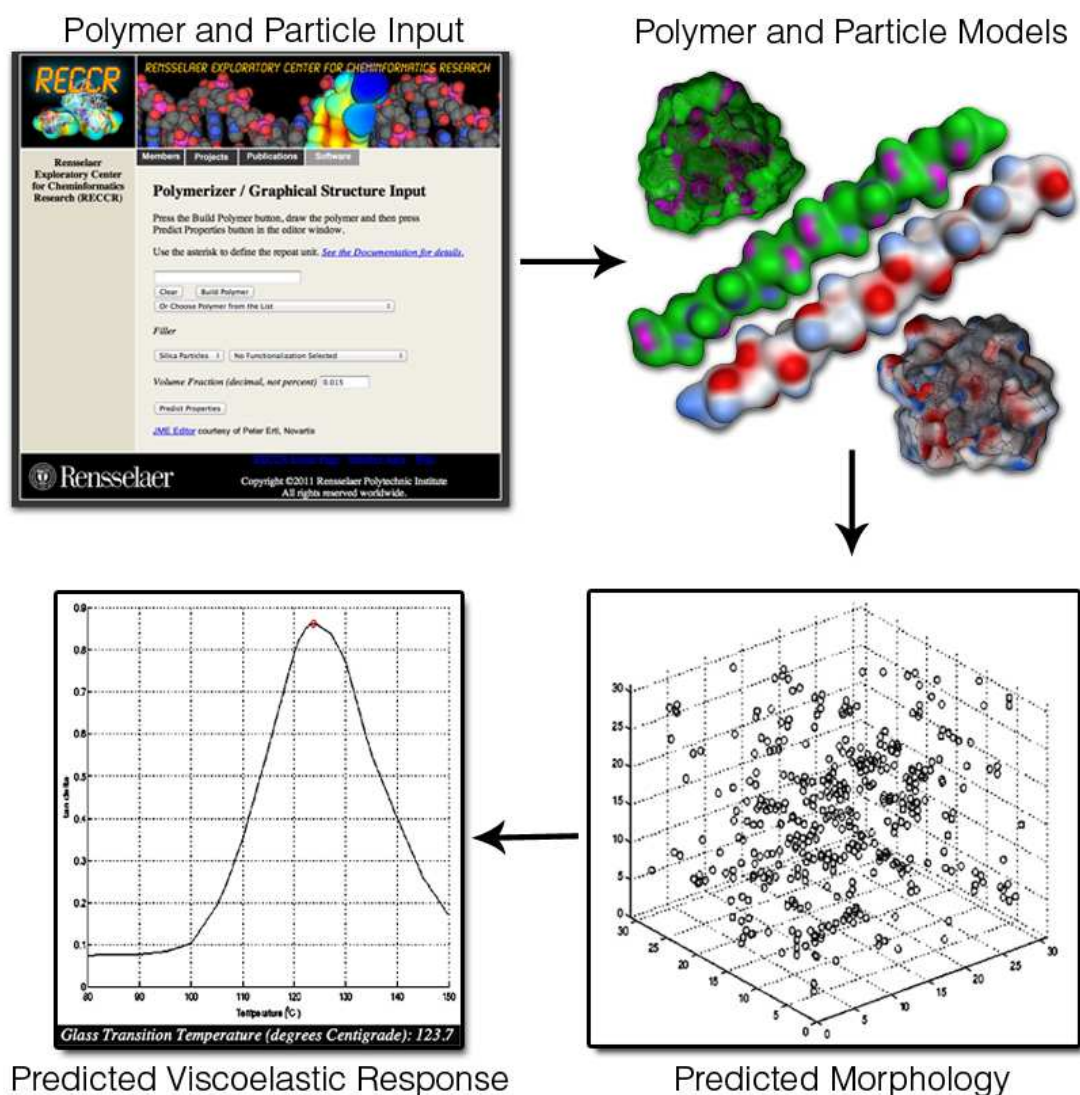 Polymer and Particle Input
RECCR
RENSSELAER EXPLORATORY CENTER FOR CHEMINFORMATICS RESEARCH
Members Projects Publications Software
Rensselaer
Exploratory Center
for Cheminformatics
Research (RECCR)
Polymerizer / Graphical Structure Input
Press the Build Polymer button, draw the polymer and then press
Predict Properties button in the editor window.
Use the asterisk to define the repeat unit. See the Documentation for details.
Clear Build Polymer
Or Choose Polymer from the List
Filler
Silica Particles No Functionalization Selected
Volume Fraction (decimal, not percent) 0.015
Predict Properties
JME Editor courtesy of Peter Ertl, Novartis
Rensselaer
Copyright ©2011 Rensselaer Polytechnic Institute
All rights reserved worldwide.
Polymer and Particle Models
0.9
0.8
0.7
0.6
0.5
0.4
0.3
0.2
0.1
0
tan delta
80 90 100 110 120 130 140 150
Temperature (°C)
Glass Transition Temperature (degrees Centigrade): 123.7
Predicted Viscoelastic Response
30
25
20
15
10
5
0
30 25 20 15 10 5 0
0 5 10 15 20 25 30
Predicted Morphology